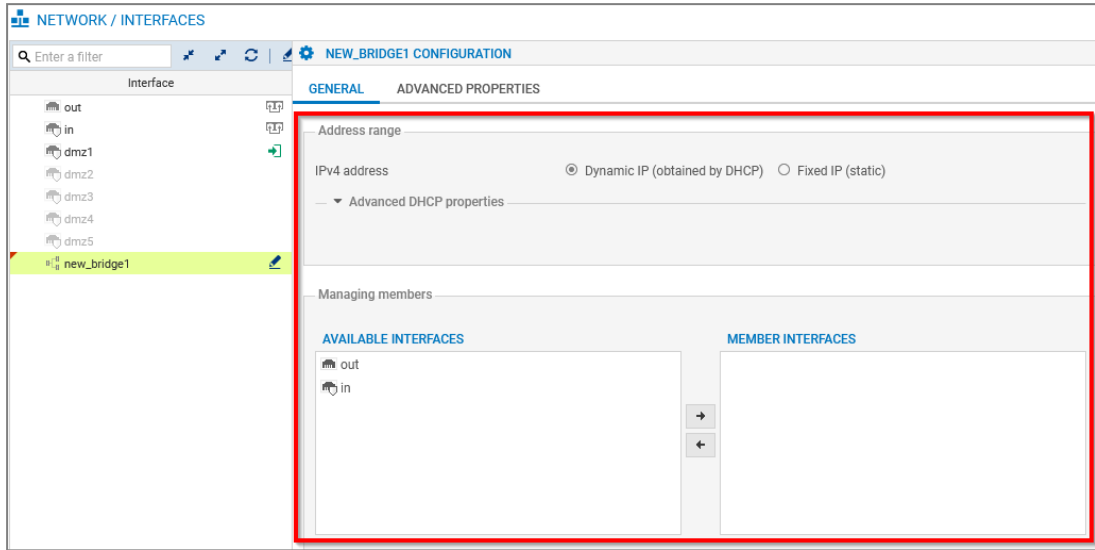 NETWORK / INTERFACES
Enter a filter
NEW_BRIDGE1 CONFIGURATION
Interface
GENERAL ADVANCED PROPERTIES
out
in
dmz1
dmz2
dmz3
dmz4
dmz5
new_bridge1
Address range
IPv4 address Dynamic IP (obtained by DHCP) Fixed IP (static)
Advanced DHCP properties
Managing members
AVAILABLE INTERFACES MEMBER INTERFACES
out
in